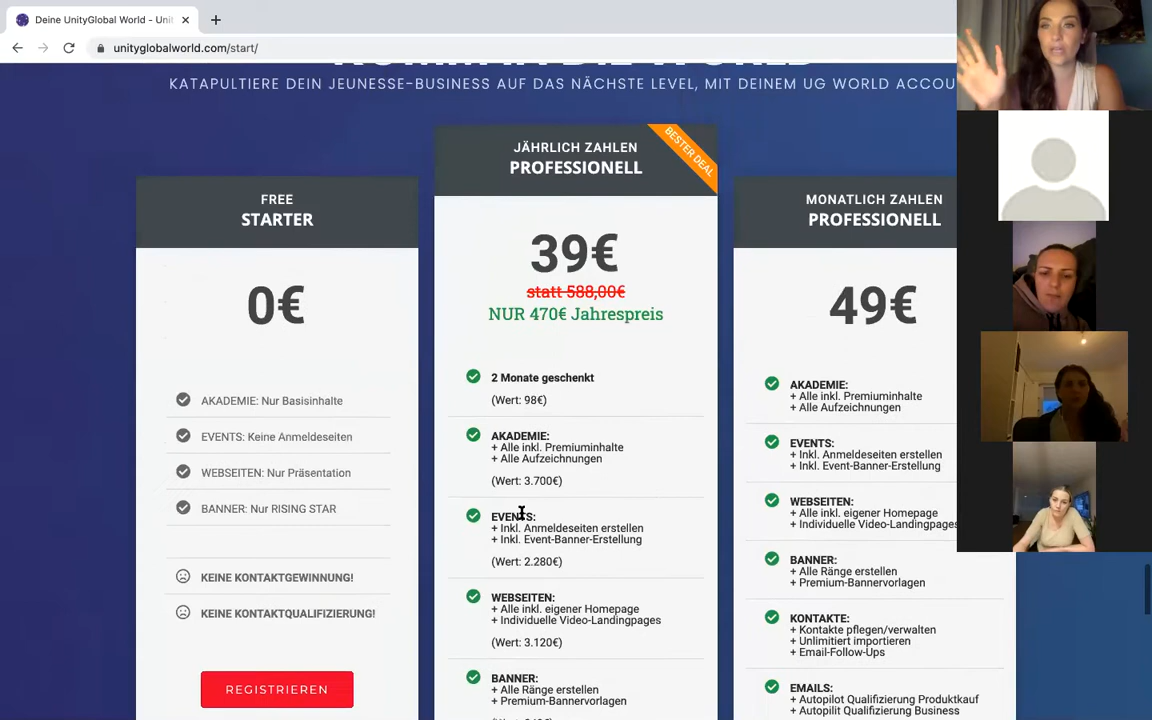 Deine UnityGlobal World - Uni
unityglobalworld.com/start/
KATAPULTIERE DEIN JEUNESSE-BUSINESS AUF DAS NÄCHSTE LEVEL, MIT DEINEM UG WORLD ACCOU
FREE
STARTER
0€
AKADEMIE: Nur Basisinhalte
EVENTS: Keine Anmeldeseiten
WEBSEITEN: Nur Präsentation
BANNER: Nur RISING STAR
KEINE KONTAKTGEWINNUNG!
KEINE KONTAKTQUALIFIZIERUNG!
REGISTRIEREN
JÄHRLICH ZAHLEN
PROFESSIONELL
BESTER DEAL
39€
statt 588,00€
NUR 470€ Jahrespreis
2 Monate geschenkt
(Wert: 98€)
AKADEMIE:
+ Alle inkl. Premiuminhalte
+ Alle Aufzeichnungen
(Wert: 3.700€)
EVENTS:
+ Inkl. Anmeldeseiten erstellen
+ Inkl. Event-Banner-Erstellung
(Wert: 2.280€)
WEBSEITEN:
+ Alle inkl. eigener Homepage
+ Individuelle Video-Landingpages
(Wert: 3.120€)
BANNER:
+ Alle Ränge erstellen
+ Premium-Bannervorlagen
MONATLICH ZAHLEN
PROFESSIONELL
49€
AKADEMIE:
+ Alle inkl. Premiuminhalte
+ Alle Aufzeichnungen
EVENTS:
+ Inkl. Anmeldeseiten erstellen
+ Inkl. Event-Banner-Erstellung
WEBSEITEN:
+ Alle inkl. eigener Homepage
+ Individuelle Video-Landingpages
BANNER:
+ Alle Ränge erstellen
+ Premium-Bannervorlagen
KONTAKTE:
+ Kontakte pflegen/verwalten
+ Unlimitiert importieren
+ Email-Follow-Ups
EMAILS:
+ Autopilot Qualifizierung Produktkauf
+ Autopilit Qualifizierung Business